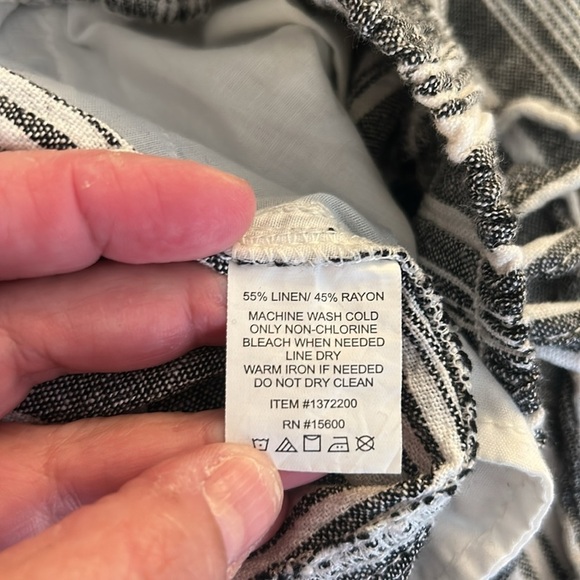 55% LINEN/ 45% RAYON
MACHINE WASH COLD
ONLY NON-CHLORINE
BLEACH WHEN NEEDED
LINE DRY
WARM IRON IF NEEDED
DO NOT DRY CLEAN
ITEM #1372200
RN #15600